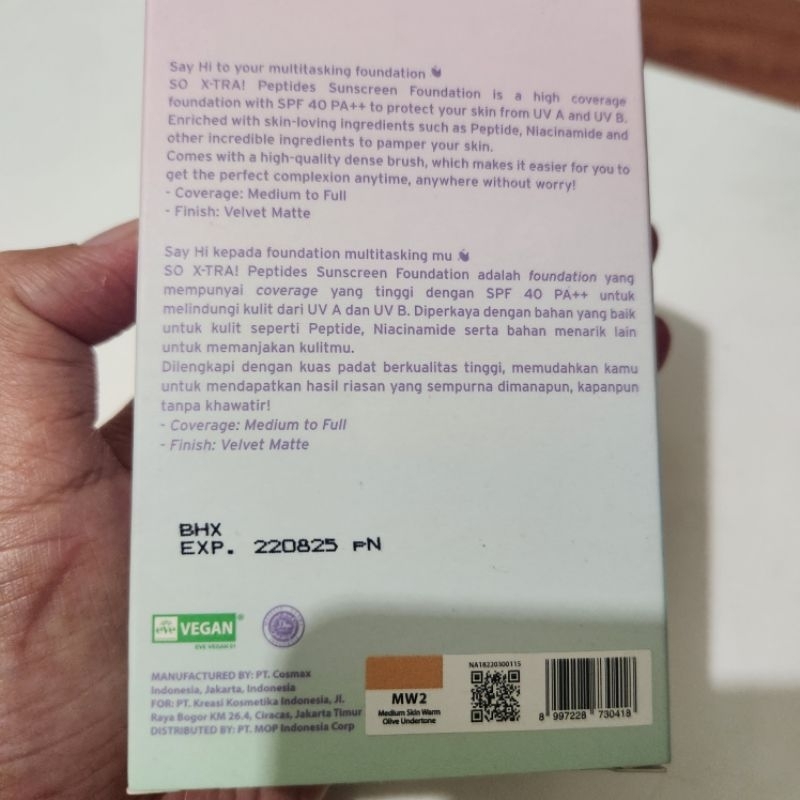 Say Hi to your multitasking foundation
SO X-TRA! Peptides Sunscreen Foundation is a high coverage
foundation with SPF 40 PA++ to protect your skin from UV A and UV B.
Enriched with skin-loving ingredients such as Peptide, Niacinamide and
other incredible ingredients to pamper your skin.
Comes with a high-quality dense brush, which makes it easier for you to
get the perfect complexion anytime, anywhere without worry!
- Coverage: Medium to Full
- Finish: Velvet Matte
Say Hi kepada foundation multitasking mu
SO X-TRA! Peptides Sunscreen Foundation adalah foundation yang
mempunyai coverage yang tinggi dengan SPF 40 PA++ untuk
melindungi kulit dari UV A dan UV B. Diperkaya dengan bahan yang baik
untuk kulit seperti Peptide, Niacinamide serta bahan menarik lain
untuk memanjakan kulitmu.
Dilengkapi dengan kuas padat berkualitas tinggi, memudahkan kamu
untuk mendapatkan hasil riasan yang sempurna dimanapun, kapanpun
tanpa khawatir!
- Coverage: Medium to Full
- Finish: Velvet Matte
BHX
EXP. 220825 PN
VEGAN®
EVE VEGAN 01
MANUFACTURED BY: PT. Cosmax
Indonesia, Jakarta, Indonesia
FOR: PT. Kreasi Kosmetika Indonesia, Jl.
Raya Bogor KM 26.4, Ciracas, Jakarta Timur
DISTRIBUTED BY: PT. MOP Indonesia Corp
MW2
Medium Skin Warm
Olive Undertone
NA18220300115
8 997228 730418